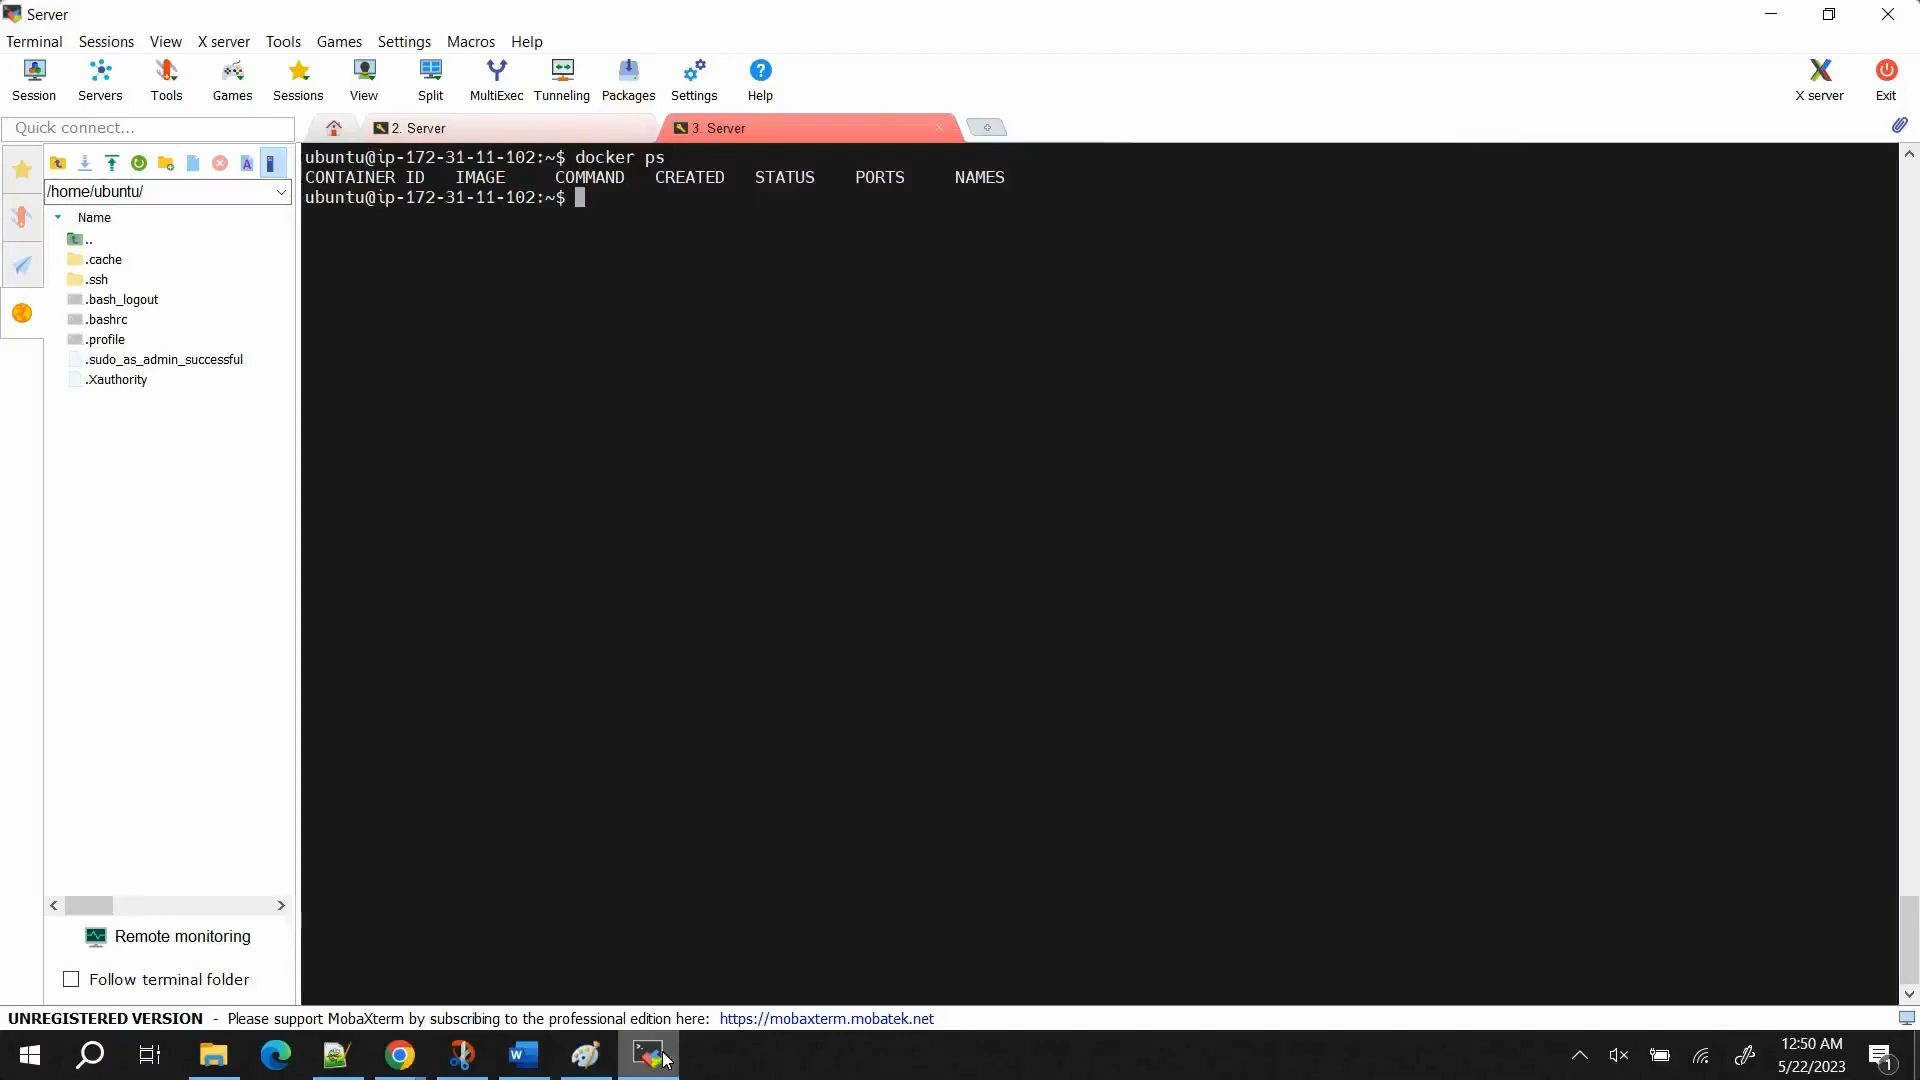 Server
Terminal Sessions View X server Tools Games Settings Macros Help
Session Servers Tools Games Sessions View Split MultiExec Tunneling Packages Settings Help X server Exit
Quick connect...
2. Server
3. Server
/home/ubuntu/
Name
..
.cache
.ssh
.bash_logout
.bashrc
.profile
.sudo_as_admin_successful
.Xauthority
Remote monitoring
Follow terminal folder
ubuntu@ip-172-31-11-102:~$ docker ps
CONTAINER ID IMAGE COMMAND CREATED STATUS PORTS NAMES
ubuntu@ip-172-31-11-102:~$
UNREGISTERED VERSION - Please support MobaXterm by subscribing to the professional edition here: https://mobaxterm.mobatek.net
12:50 AM
5/22/2023
1